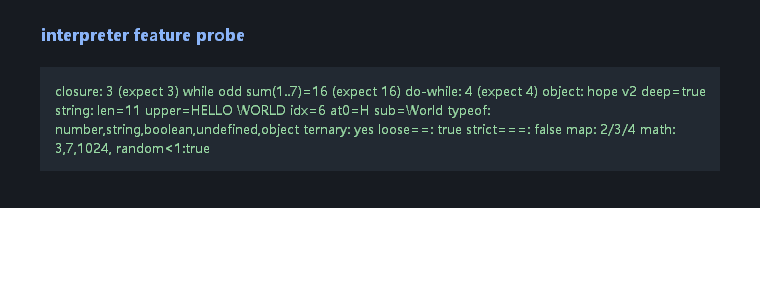 interpreter feature probe
closure: 3 (expect 3) while odd sum(1..7)=16 (expect 16) do-while: 4 (expect 4) object: hope v2 deep=true
string: len=11 upper=HELLO WORLD idx=6 at0=H sub=World typeof:
number,string,boolean,undefined,object ternary: yes loose==: true strict===: false map: 2/3/4 math:
3,7,1024, random<1:true